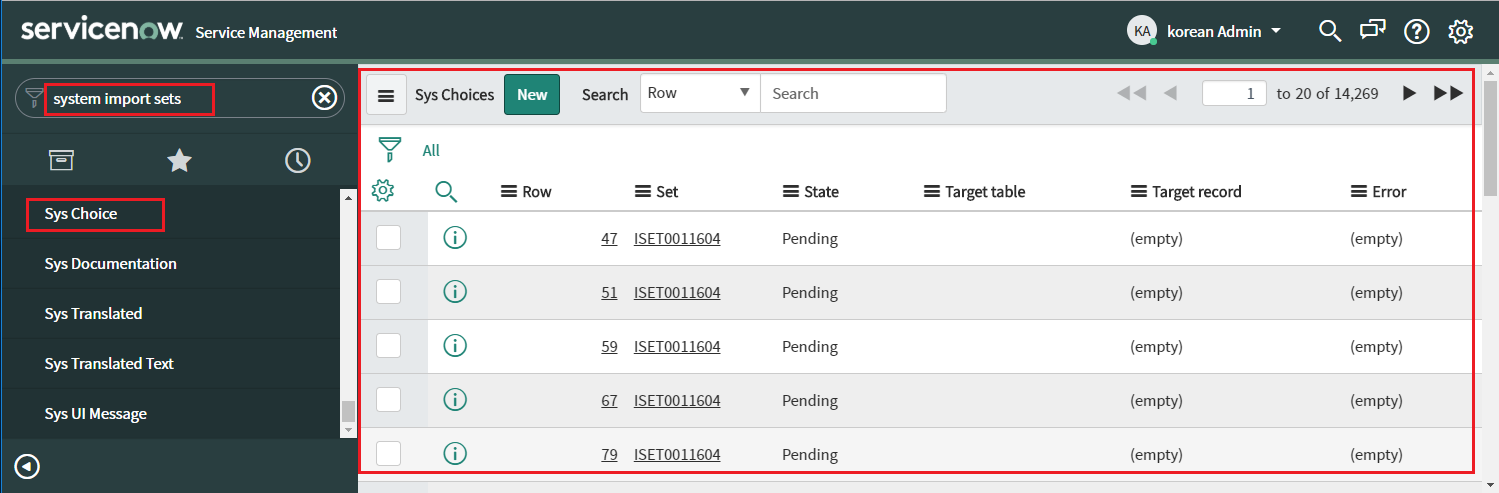 servicenow Service Management
KA korean Admin
system import sets
Sys Choice
Sys Documentation
Sys Translated
Sys Translated Text
Sys UI Message
Sys Choices New Search Row Search 1 to 20 of 14,269
All
Row Set State Target table Target record Error
47 ISET0011604 Pending (empty) (empty)
51 ISET0011604 Pending (empty) (empty)
59 ISET0011604 Pending (empty) (empty)
67 ISET0011604 Pending (empty) (empty)
79 ISET0011604 Pending (empty) (empty)